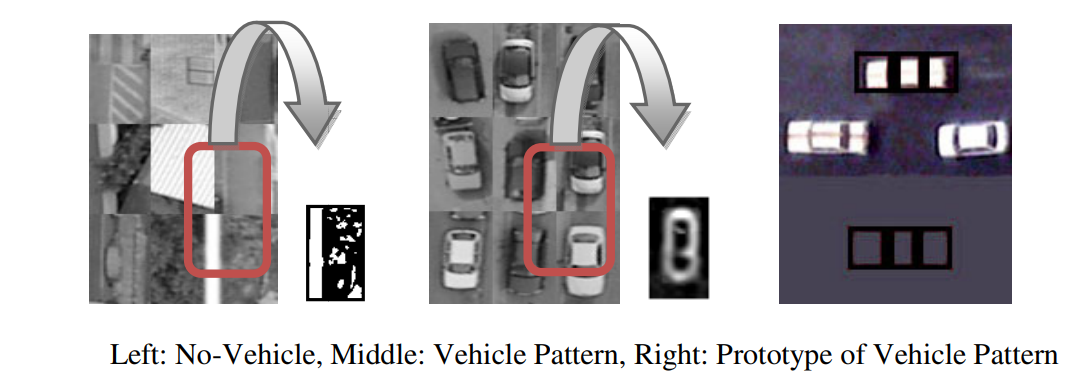 Left: No-Vehicle, Middle: Vehicle Pattern, Right: Prototype of Vehicle Pattern